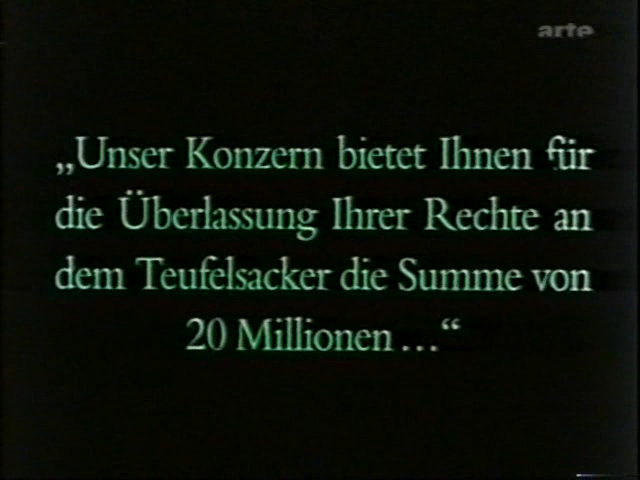 arte
„Unser Konzern bietet Ihnen für
die Überlassung Ihrer Rechte an
dem Teufelsacker die Summe von
20 Millionen ...“